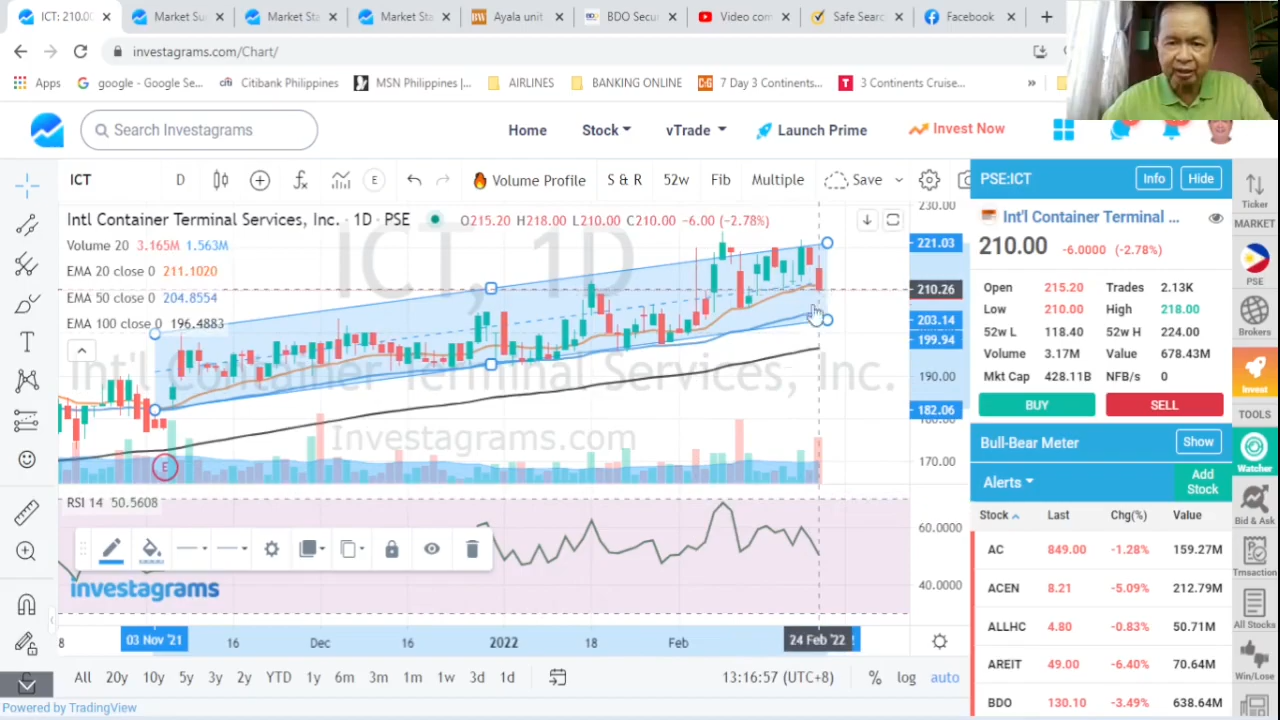 ICT: 210.0
Market Su
Market Sta
Market Sta
Ayala unit
BDO Secu
Video com
Safe Searc
Facebook
investagrams.com/Chart/
Apps
google - Google Se...
Citibank Philippines
MSN Philippines |...
AIRLINES
BANKING ONLINE
7 Day 3 Continents...
3 Continents Cruise...
»
Search Investagrams
Home
Stock
vTrade
Launch Prime
Invest Now
ICT
D
E
Volume Profile
S & R
52w
Fib
Multiple
Save
Intl Container Terminal Services, Inc. · 1D · PSE
O215.20 H218.00 L210.00 C210.00 -6.00 (-2.78%)
Volume 20 3.165M 1.563M
EMA 20 close 0 211.1020
EMA 50 close 0 204.8554
EMA 100 close 0 196.4883
ICT, 1D
Int'l Container Terminal Services, Inc.
Investagrams.com
E
230.00
221.03
210.26
203.14
199.94
190.00
182.06
170.00
RSI 14 50.5608
60.0000
40.0000
investagrams
8
03 Nov '21
16
Dec
16
2022
18
Feb
24 Feb '22
All
20y
10y
5y
3y
2y
YTD
1y
6m
3m
1m
1w
3d
1d
13:16:57 (UTC+8)
%
log
auto
Powered by TradingView
PSE:ICT
Info
Hide
Int'l Container Terminal ...
210.00 -6.0000 (-2.78%)
Open 215.20 Trades 2.13K
Low 210.00 High 218.00
52w L 118.40 52w H 224.00
Volume 3.17M Value 678.43M
Mkt Cap 428.11B NFB/s 0
BUY
SELL
Bull-Bear Meter
Show
Alerts
Add
Stock
Stock Last Chg(%) Value
AC 849.00 -1.28% 159.27M
ACEN 8.21 -5.09% 212.79M
ALLHC 4.80 -0.83% 50.71M
AREIT 49.00 -6.40% 70.64M
BDO 130.10 -3.49% 638.64M
Ticker
MARKET
PSE
Brokers
Invest
TOOLS
Watcher
Bid & Ask
Trnsaction
All Stocks
Win/Lose